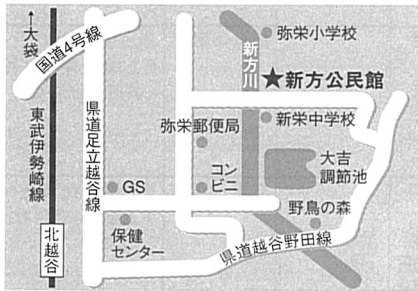 ←大袋
国道4号線
東武伊勢崎線
北越谷
県道足立越谷線
GS
保健
センター
弥栄郵便局
コン
ビニ
新方川
弥栄小学校
★新方公民館
新栄中学校
大吉
調節池
野鳥の森
県道越谷野田線